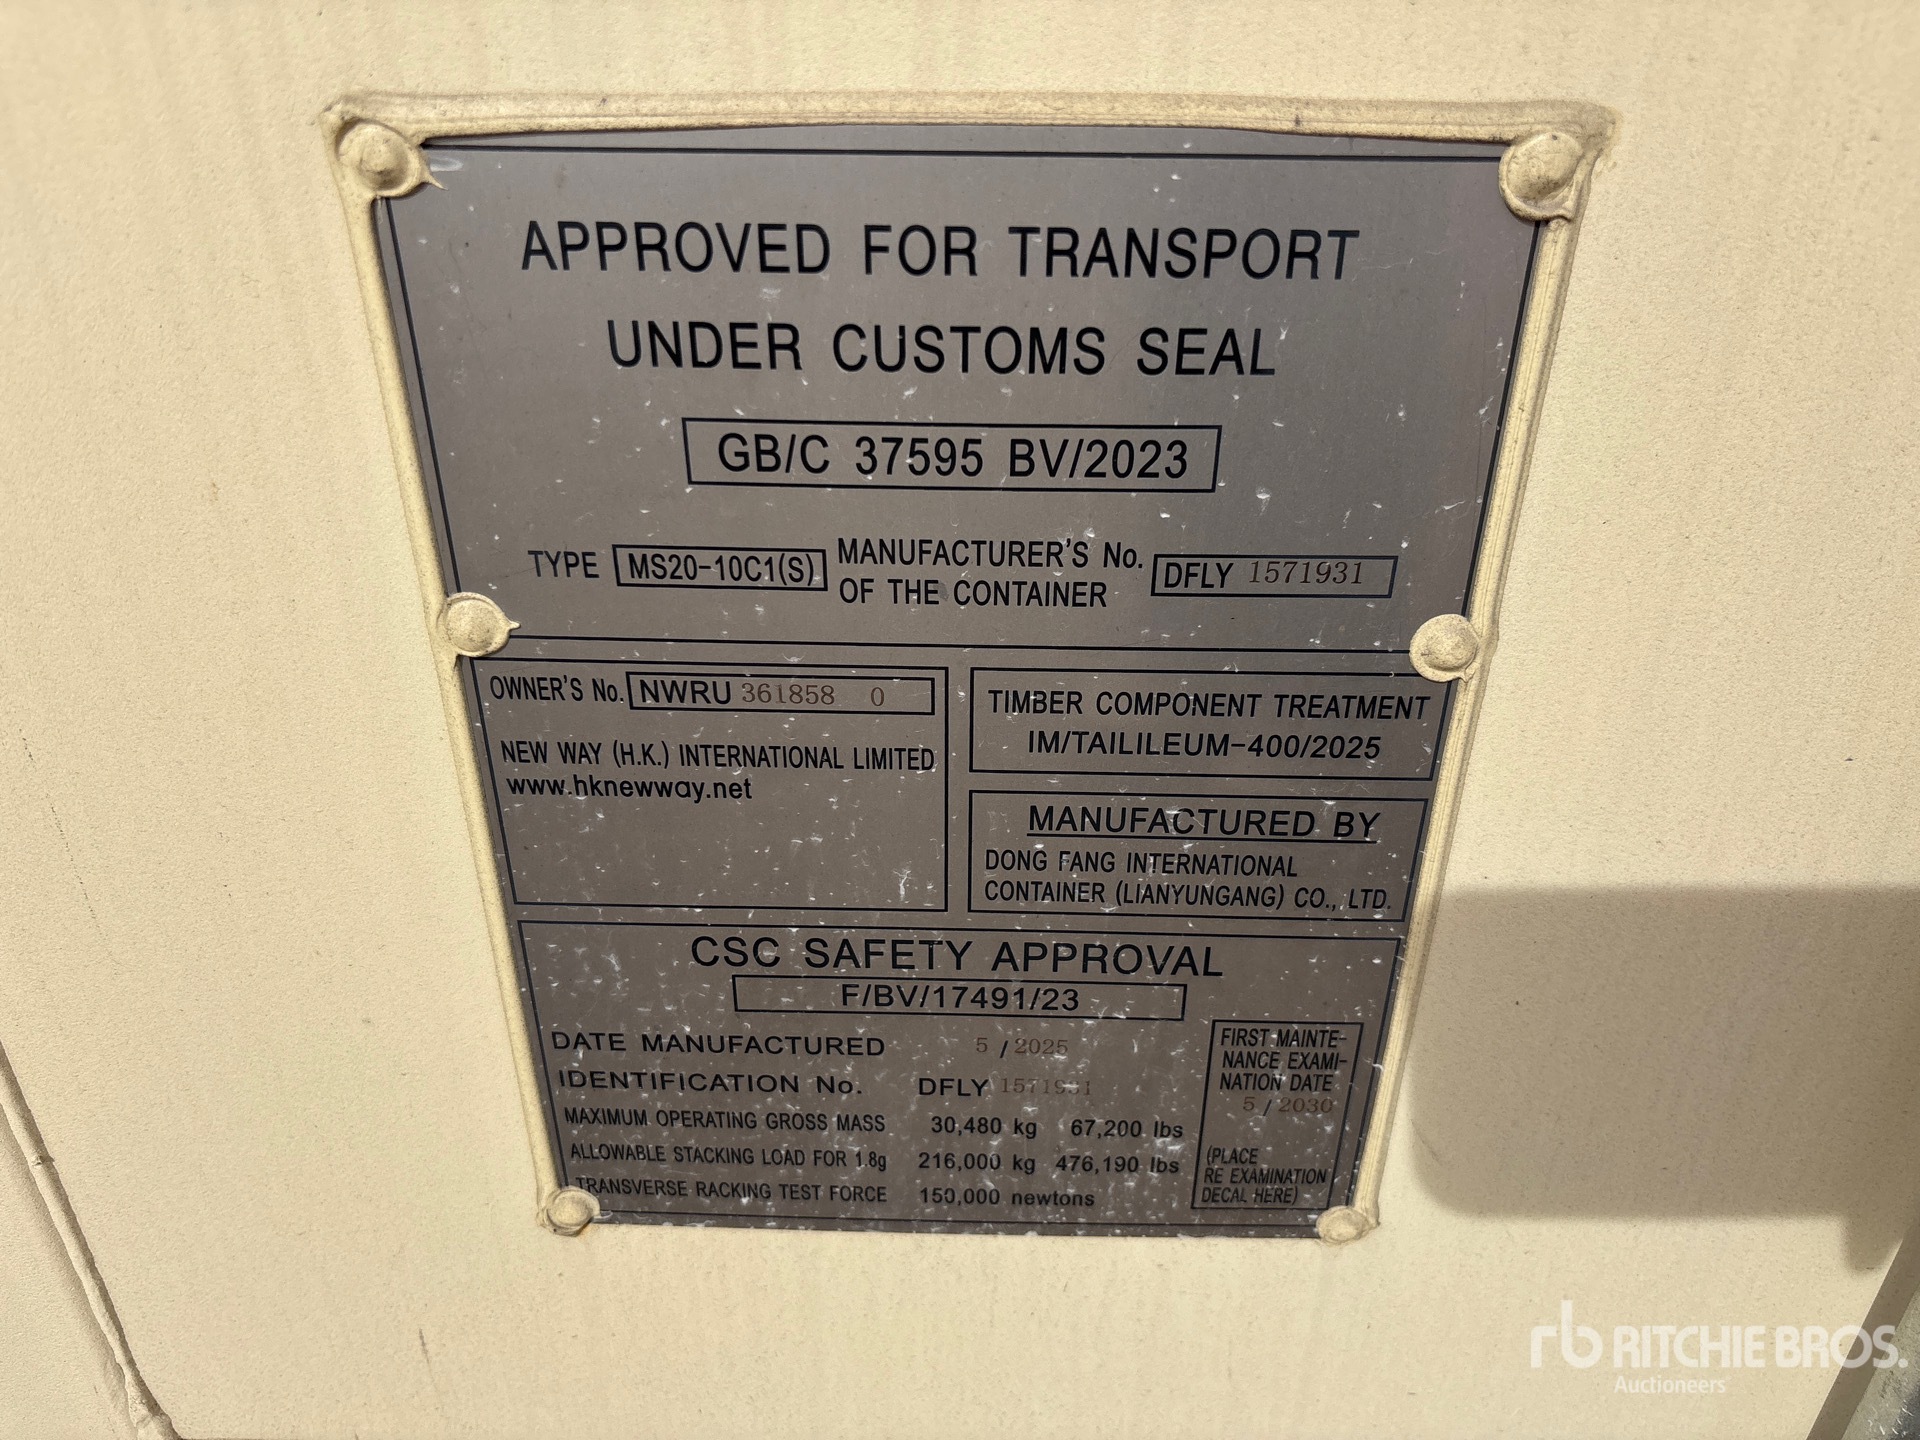 APPROVED FOR TRANSPORT
UNDER CUSTOMS SEAL
GB/C 37595 BV/2023
TYPE MS20-10C1(S) MANUFACTURER'S No. OF THE CONTAINER DFLY 1571931
OWNER'S No. NWRU 361858 0
NEW WAY (H.K.) INTERNATIONAL LIMITED
www.hknewway.net
TIMBER COMPONENT TREATMENT
IM/TAILILEUM-400/2025
MANUFACTURED BY
DONG FANG INTERNATIONAL
CONTAINER (LIANYUNGANG) CO., LTD.
CSC SAFETY APPROVAL
F/BV/17491/23
DATE MANUFACTURED 5 / 2025
IDENTIFICATION No. DFLY 1571931
MAXIMUM OPERATING GROSS MASS 30,480 kg 67,200 lbs
ALLOWABLE STACKING LOAD FOR 1.8g 216,000 kg 476,190 lbs
TRANSVERSE RACKING TEST FORCE 150,000 newtons
FIRST MAINTE-
NANCE EXAMI-
NATION DATE
5 / 2030
(PLACE
RE EXAMINATION
DECAL HERE)
rb RITCHIE BROS.
Auctioneers